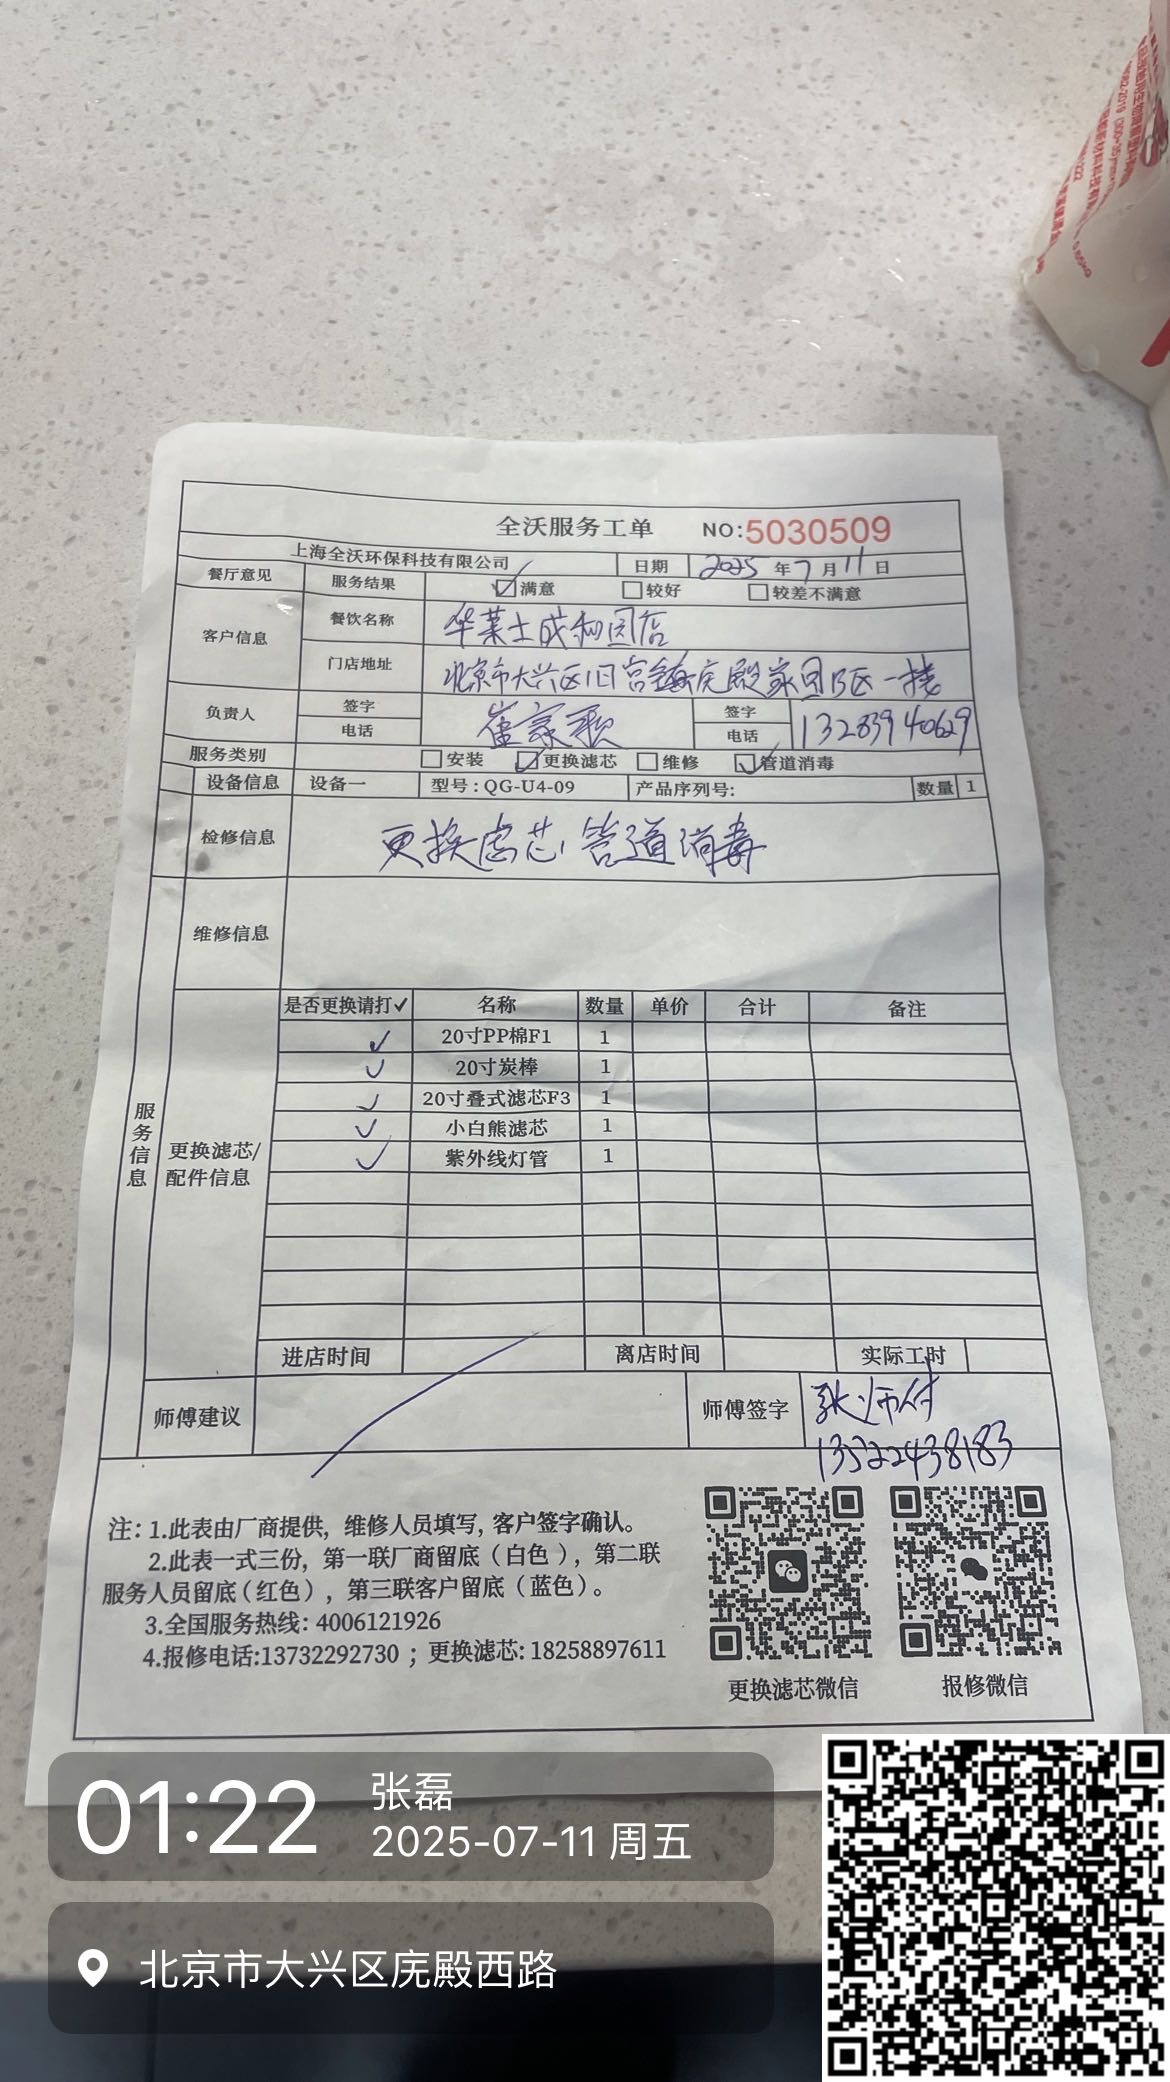 全沃服务工单 NO:5030509
上海全沃环保科技有限公司 日期 2025年7月11日
餐厅意见 服务结果 满意 较好 较差不满意
客户信息 餐饮名称 华莱士成和园店
门店地址 北京市大兴区旧宫镇庑殿家园B区一楼
负责人 签字 崔家歌 签字
电话 电话 13283940629
服务类别 安装 更换滤芯 维修 管道消毒
设备信息 设备一 型号:QG-U4-09 产品序列号: 数量 1
检修信息 更换滤芯 管道消毒
维修信息
服务信息
更换滤芯/配件信息
是否更换请打✓ 名称 数量 单价 合计 备注
✓ 20寸PP棉F1 1
✓ 20寸炭棒 1
✓ 20寸叠式滤芯F3 1
✓ 小白熊滤芯 1
✓ 紫外线灯管 1
进店时间 离店时间 实际工时
师傅建议 师傅签字 张师付
13522438183
注:1.此表由厂商提供,维修人员填写,客户签字确认。
2.此表一式三份,第一联厂商留底(白色),第二联
服务人员留底(红色),第三联客户留底(蓝色)。
3.全国服务热线:4006121926
4.报修电话:13732292730;更换滤芯:18258897611
更换滤芯微信 报修微信
01:22 张磊
2025-07-11 周五
北京市大兴区庑殿西路